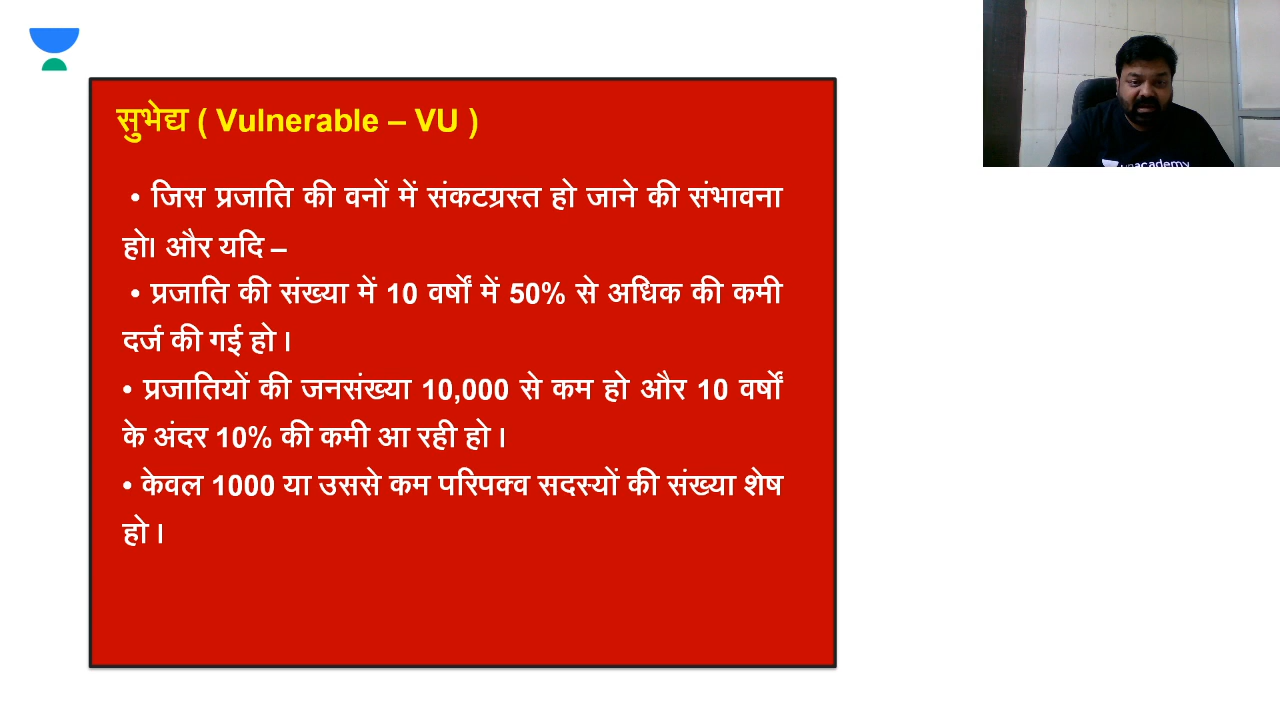 सुभेद्य ( Vulnerable – VU )
• जिस प्रजाति की वनों में संकटग्रस्त हो जाने की संभावना
हो। और यदि –
• प्रजाति की संख्या में 10 वर्षों में 50% से अधिक की कमी
दर्ज की गई हो ।
• प्रजातियों की जनसंख्या 10,000 से कम हो और 10 वर्षों
के अंदर 10% की कमी आ रही हो ।
• केवल 1000 या उससे कम परिपक्व सदस्यों की संख्या शेष
हो ।
unacademy